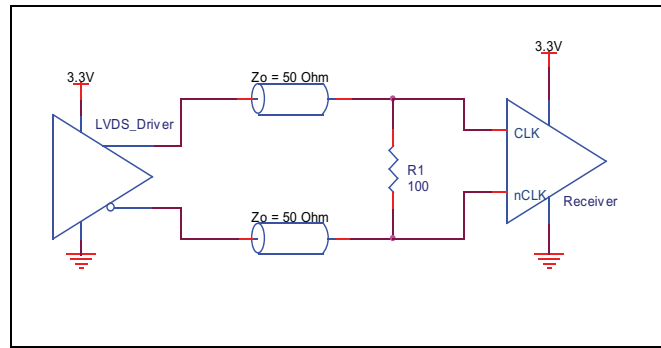 Zo = 50 Ohm
3.3V
3.3V
LVDS_Driver
CLK
R1
100
nCLK
Receiver
Zo = 50 Ohm